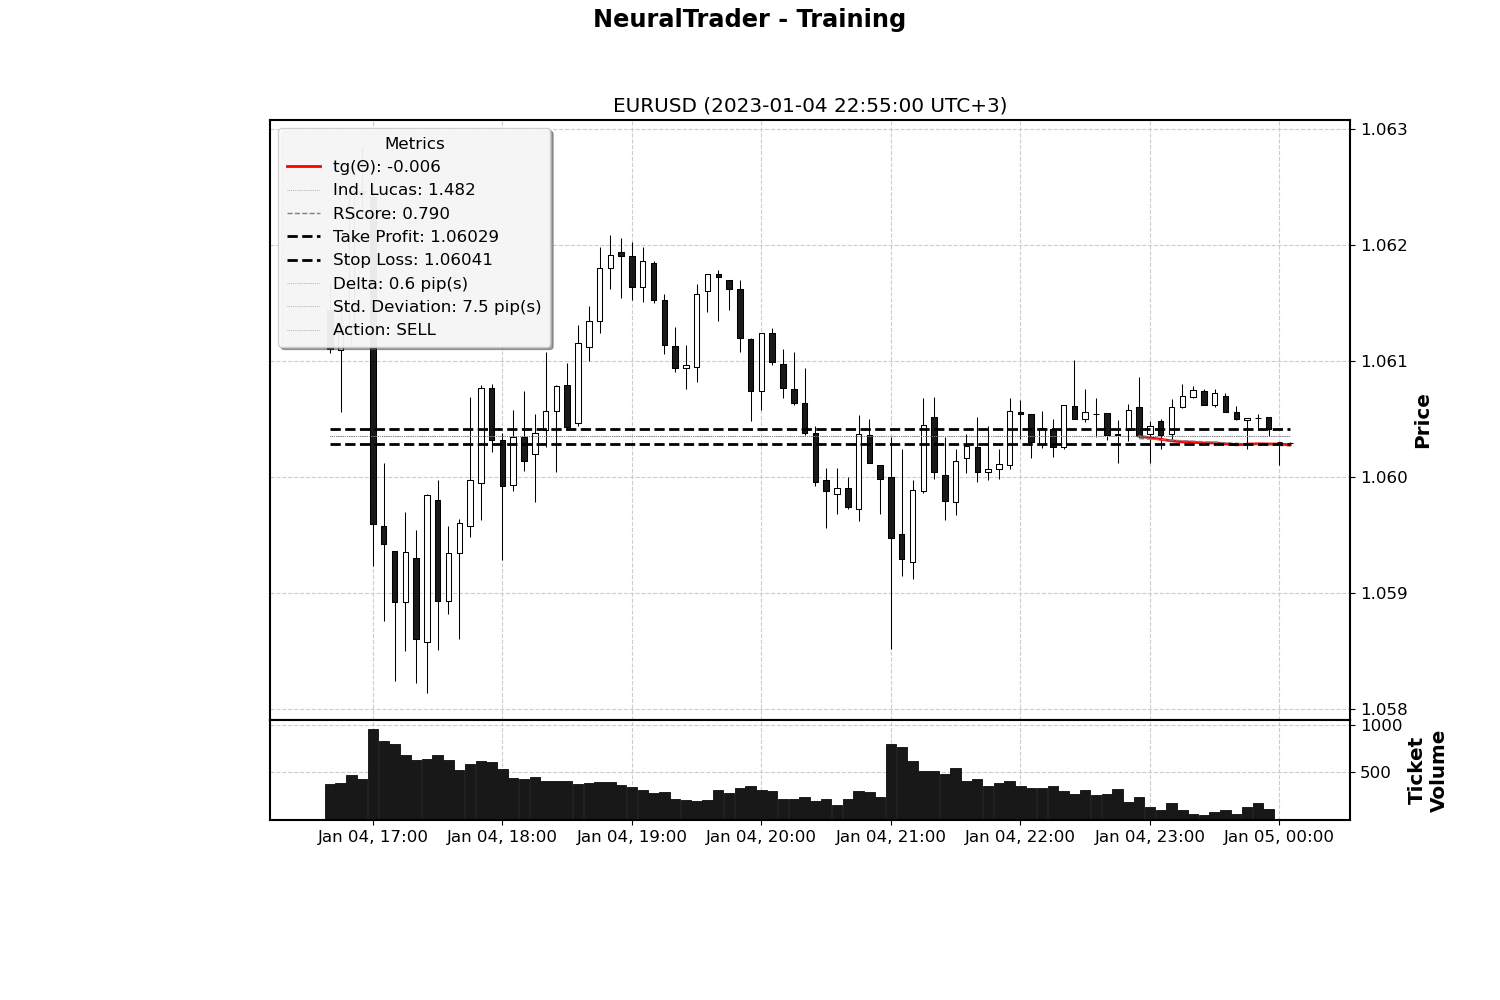 NeuralTrader - Training
EURUSD (2023-01-04 22:55:00 UTC+3)
Metrics
tg(Θ): -0.006
Ind. Lucas: 1.482
RScore: 0.790
Take Profit: 1.06029
Stop Loss: 1.06041
Delta: 0.6 pip(s)
Std. Deviation: 7.5 pip(s)
Action: SELL
1.063
1.062
1.061
1.060
1.059
1.058
Price
1000
500
Ticket
Volume
Jan 04, 17:00 Jan 04, 18:00 Jan 04, 19:00 Jan 04, 20:00 Jan 04, 21:00 Jan 04, 22:00 Jan 04, 23:00 Jan 05, 00:00